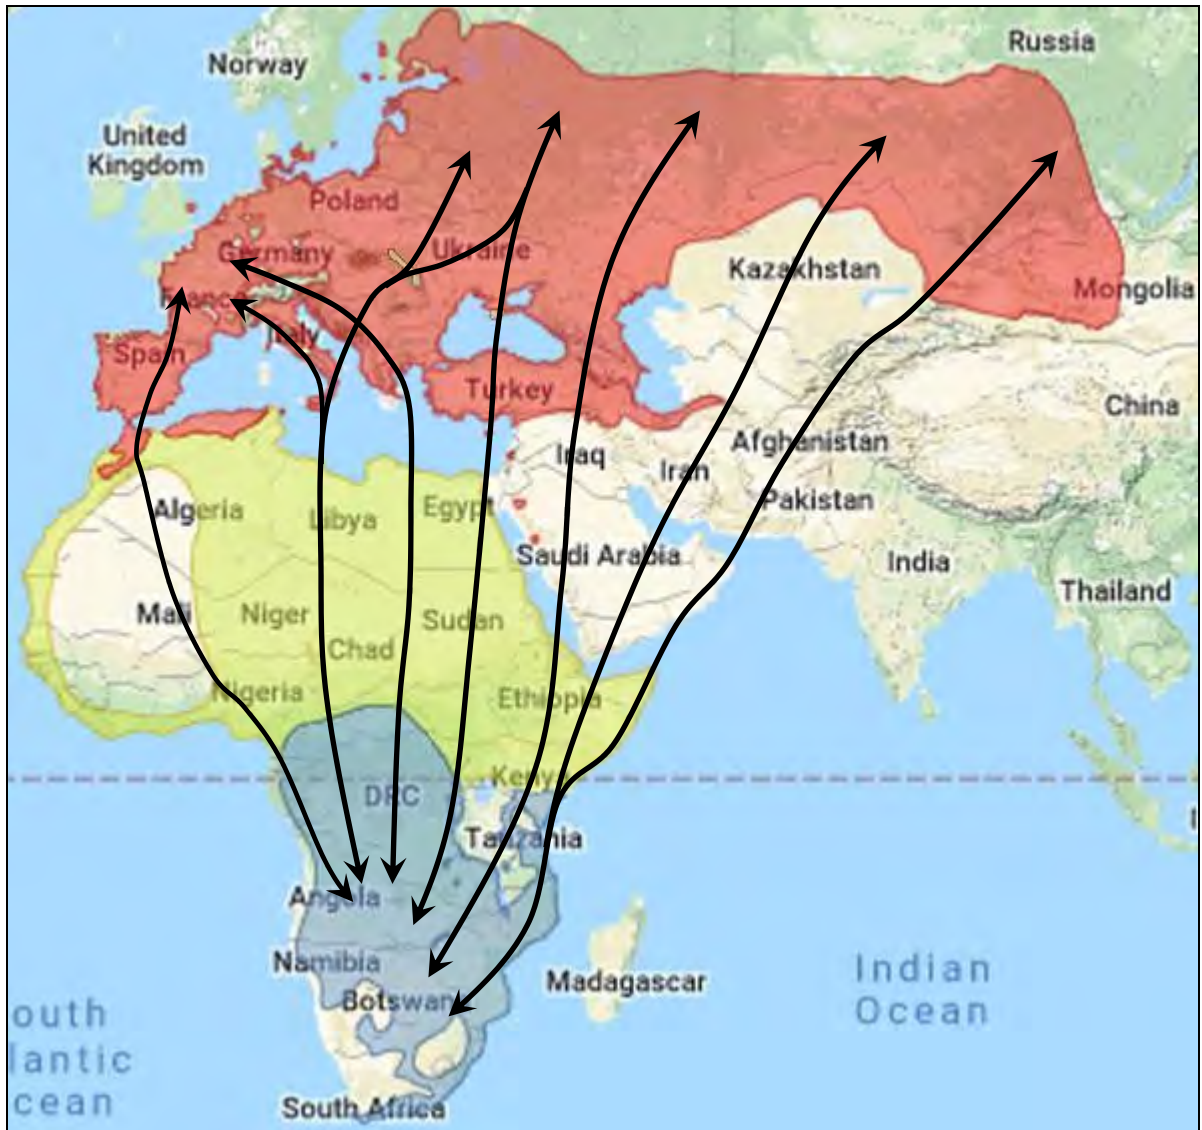 Norway
Russia
United
Kingdom
Poland
Germany
Ukraine
Kazakhstan
Mongolia
France
Italy
Spain
Turkey
China
Iraq
Afghanistan
Iran
Algeria
Libya
Egypt
Pakistan
Saudi Arabia
India
Thailand
Mali
Niger
Sudan
Chad
Nigeria
Ethiopia
Kenya
DRC
Tanzania
Angola
Namibia
Madagascar
Indian
Ocean
Botswan
outh
lantic
cean
South Africa